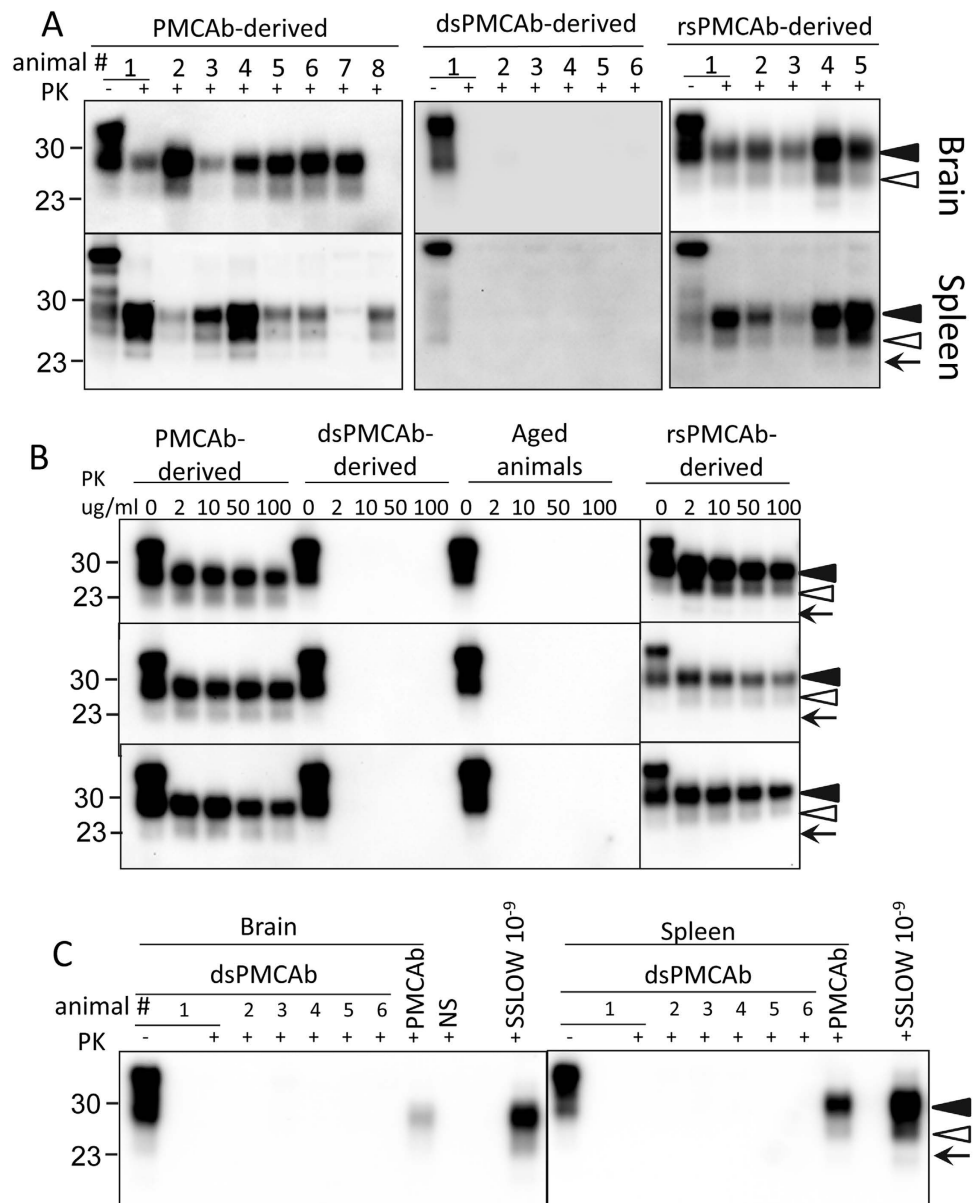 A
PMCAb-derived
dsPMCAb-derived
rsPMCAb-derived
animal # 1 2 3 4 5 6 7 8 1 2 3 4 5 6 1 2 3 4 5
PK - + + + + + + + + - + + + + + + - + + + + +
30
23
Brain
30
23
Spleen
B
PMCAb-derived
dsPMCAb-derived
Aged animals
rsPMCAb-derived
PK
ug/ml 0 2 10 50 100 0 2 10 50 100 0 2 10 50 100 0 2 10 50 100
30
23
30
23
30
23
C
Brain
Spleen
dsPMCAb
+PMCAb
NS
+SSLOW 10-9
dsPMCAb
+PMCAb
+SSLOW 10-9
animal # 1 2 3 4 5 6 1 2 3 4 5 6
PK - + + + + + + + - + + + + + +
30
23